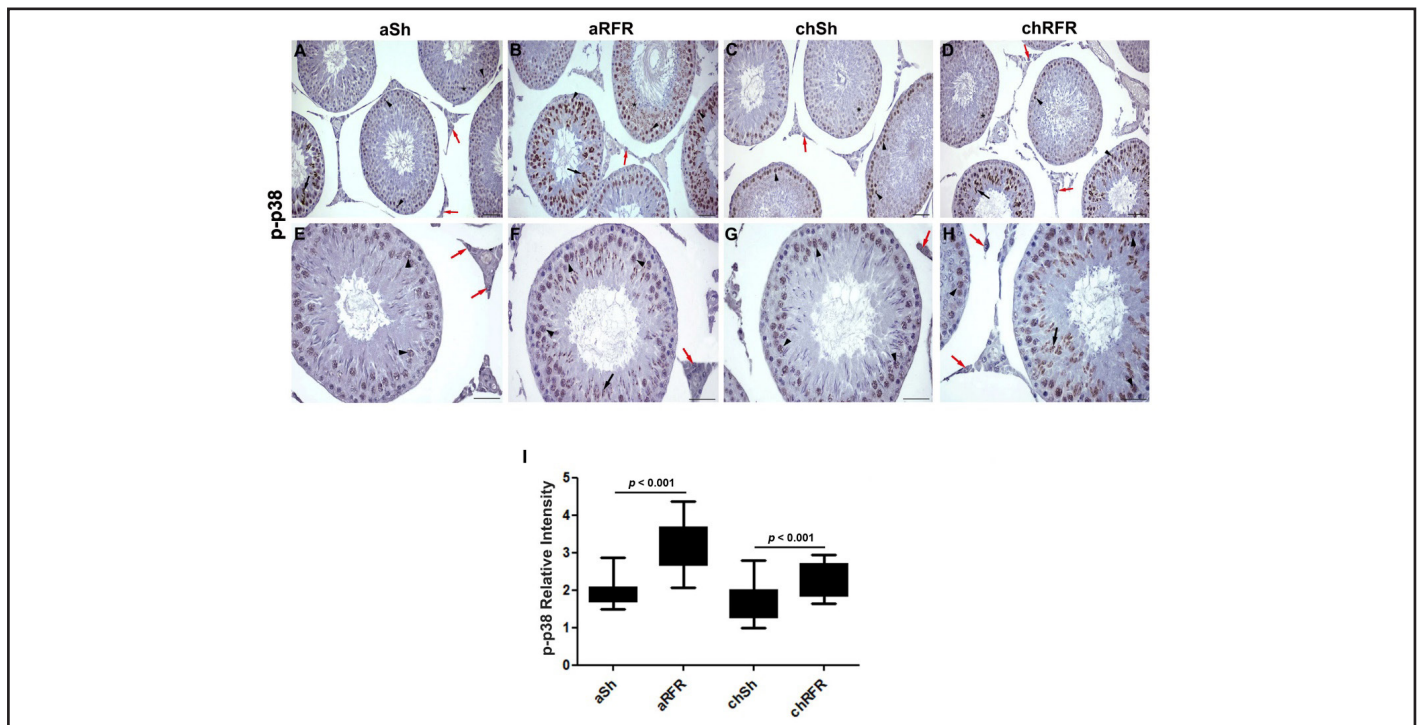 aSh aRFR chSh chRFR
A B C D
p-p38
E F G H
I
p-p38 Relative Intensity
5
4
3
2
1
0
p < 0.001
p < 0.001
aSh aRFR chSh chRFR